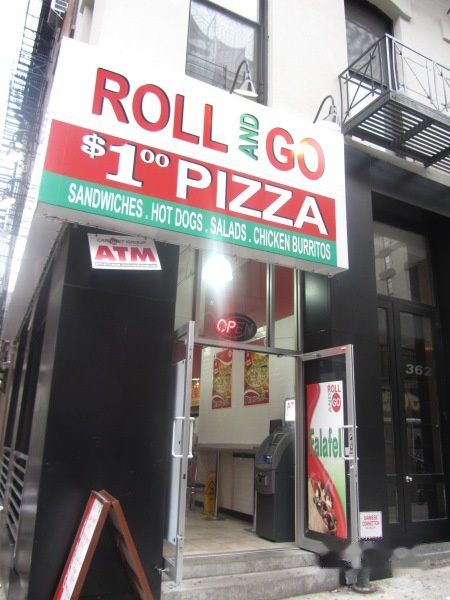 ROLL AND GO
$1.00 PIZZA
SANDWICHES . HOT DOGS . SALADS . CHICKEN BURRITOS
ATM
OPEN
362
ROLL AND GO
Falafel